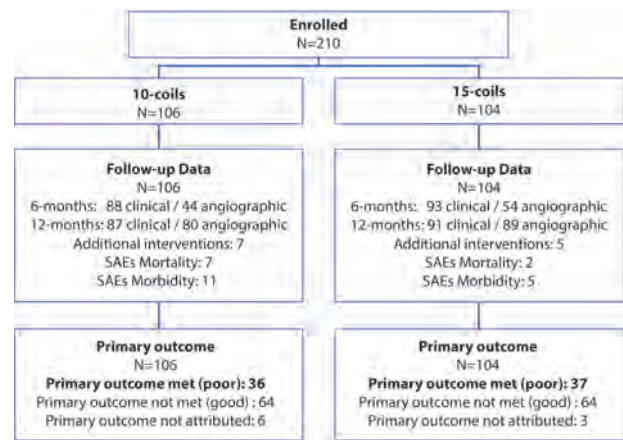 Enrolled
N=210
10-coils
N=106
15-coils
N=104
Follow-up Data
N=106
6-months: 88 clinical / 44 angiographic
12-months: 87 clinical / 80 angiographic
Additional interventions: 7
SAEs Mortality: 7
SAEs Morbidity: 11
Follow-up Data
N=104
6-months: 93 clinical / 54 angiographic
12-months: 91 clinical / 89 angiographic
Additional interventions: 5
SAEs Mortality: 2
SAEs Morbidity: 5
Primary outcome
N=106
Primary outcome met (poor): 36
Primary outcome not met (good) : 64
Primary outcome not attributed: 6
Primary outcome
N=104
Primary outcome met (poor): 37
Primary outcome not met (good) : 64
Primary outcome not attributed: 3